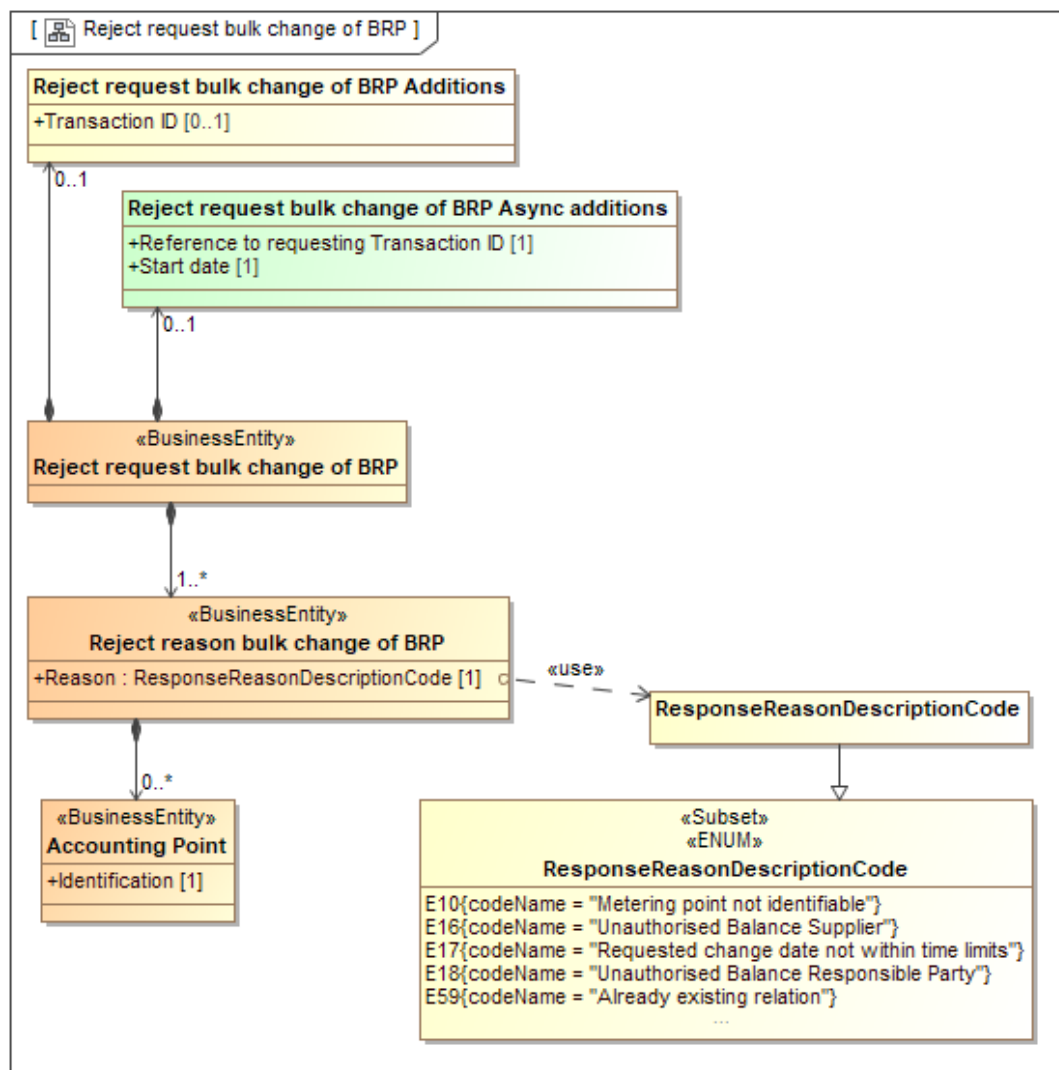 [ Reject request bulk change of BRP ]
Reject request bulk change of BRP Additions
+Transaction ID [0..1]
0..1
Reject request bulk change of BRP Async additions
+Reference to requesting Transaction ID [1]
+Start date [1]
0..1
«BusinessEntity»
Reject request bulk change of BRP
1..*
«BusinessEntity»
Reject reason bulk change of BRP
+Reason : ResponseReasonDescriptionCode [1]
«use»
ResponseReasonDescriptionCode
0..*
«BusinessEntity»
Accounting Point
+Identification [1]
«Subset»
«ENUM»
ResponseReasonDescriptionCode
E10{codeName = "Metering point not identifiable"}
E16{codeName = "Unauthorised Balance Supplier"}
E17{codeName = "Requested change date not within time limits"}
E18{codeName = "Unauthorised Balance Responsible Party"}
E59{codeName = "Already existing relation"}
...